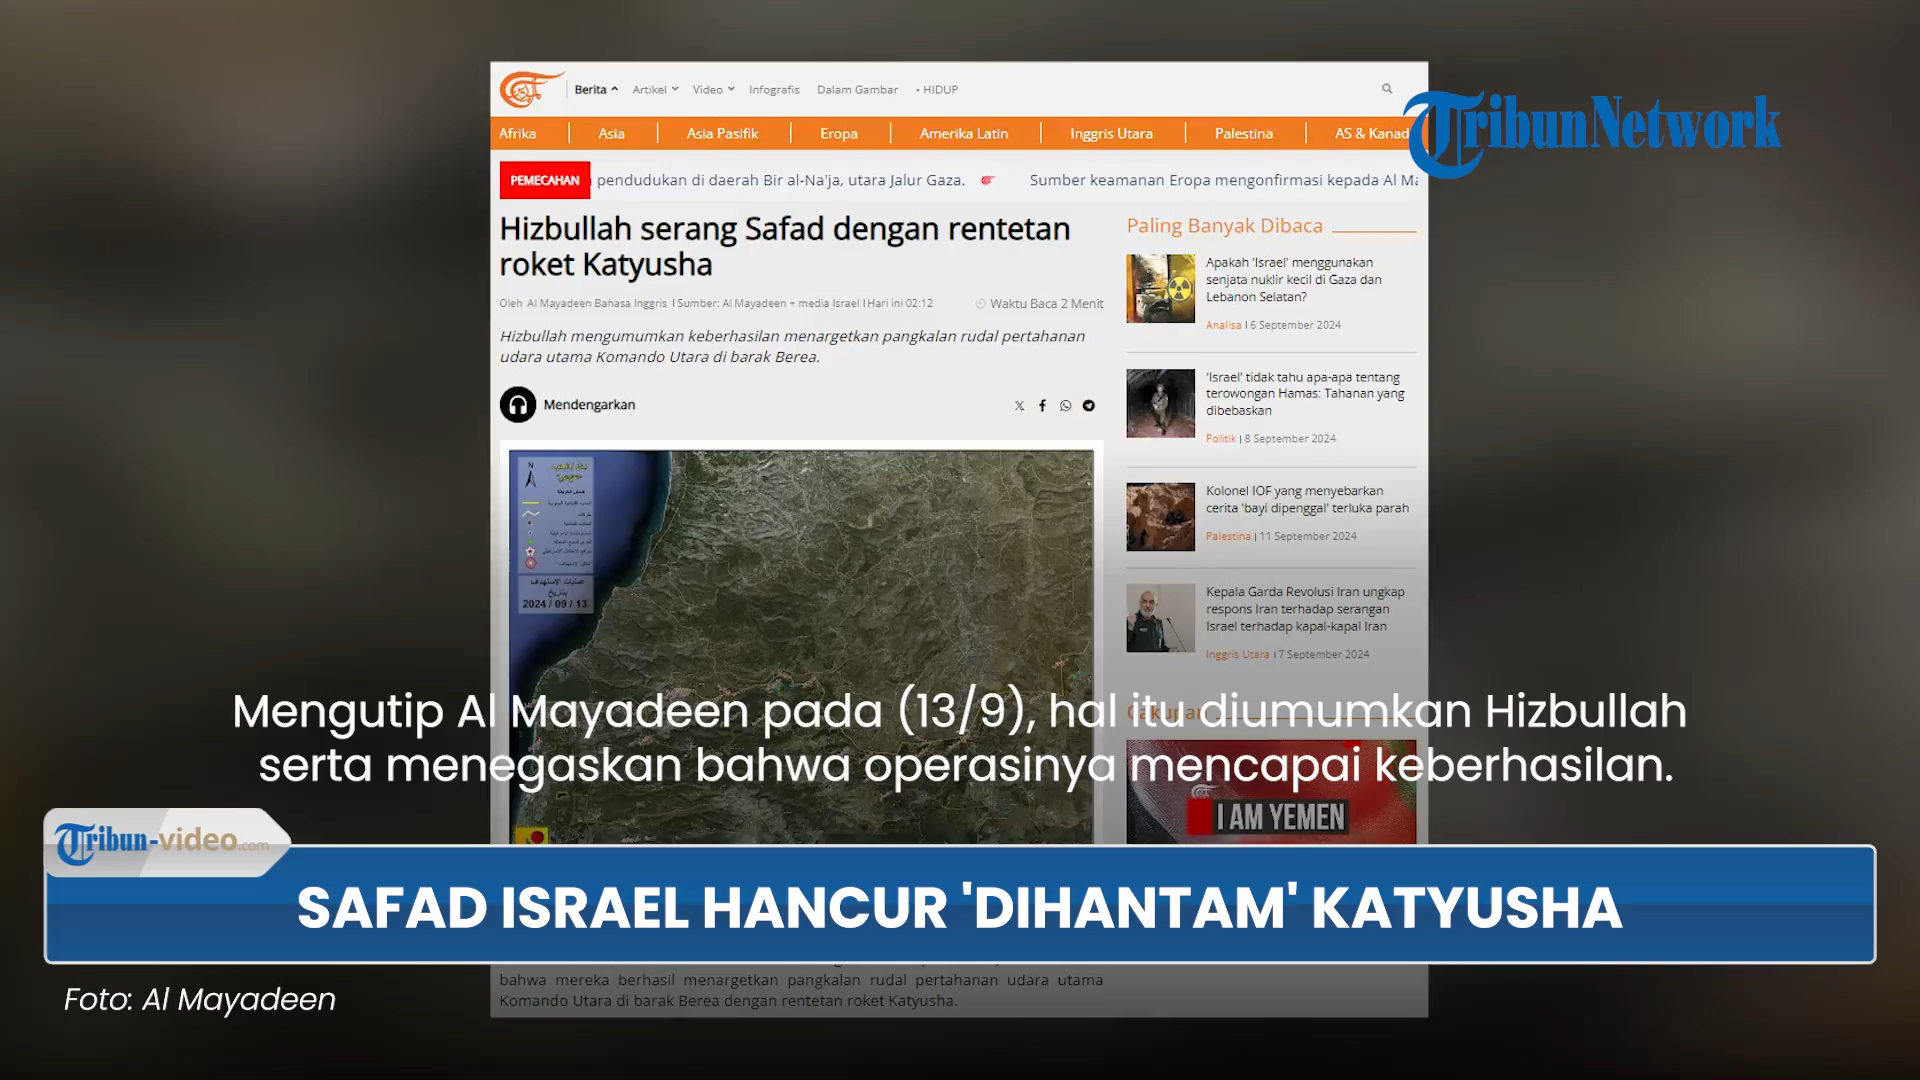 Berita
Artikel
Video
Infografis
Dalam Gambar
• HIDUP
Afrika
Asia
Asia Pasifik
Eropa
Amerika Latin
Inggris Utara
Palestina
AS & Kanad
TribunNetwork
PEMECAHAN
pendudukan di daerah Bir al-Na'ja, utara Jalur Gaza.
Sumber keamanan Eropa mengonfirmasi kepada Al Ma
Hizbullah serang Safad dengan rentetan
roket Katyusha
Oleh Al Mayadeen Bahasa Inggris | Sumber: Al Mayadeen + media Israel | Hari ini 02:12
Waktu Baca 2 Menit
Hizbullah mengumumkan keberhasilan menargetkan pangkalan rudal pertahanan
udara utama Komando Utara di barak Berea.
Mendengarkan
N
2024 / 09 / 13
Paling Banyak Dibaca
Apakah 'Israel' menggunakan
senjata nuklir kecil di Gaza dan
Lebanon Selatan?
Analisa | 6 September 2024
'Israel' tidak tahu apa-apa tentang
terowongan Hamas: Tahanan yang
dibebaskan
Politik | 8 September 2024
Kolonel IOF yang menyebarkan
cerita 'bayi dipenggal' terluka parah
Palestina | 11 September 2024
Kepala Garda Revolusi Iran ungkap
respons Iran terhadap serangan
Israel terhadap kapal-kapal Iran
Inggris Utara | 7 September 2024
Cakupan
I AM YEMEN
Mengutip Al Mayadeen pada (13/9), hal itu diumumkan Hizbullah
serta menegaskan bahwa operasinya mencapai keberhasilan.
Tribun-video.com
SAFAD ISRAEL HANCUR 'DIHANTAM' KATYUSHA
bahwa mereka berhasil menargetkan pangkalan rudal pertahanan udara utama
Komando Utara di barak Berea dengan rentetan roket Katyusha.
Foto: Al Mayadeen